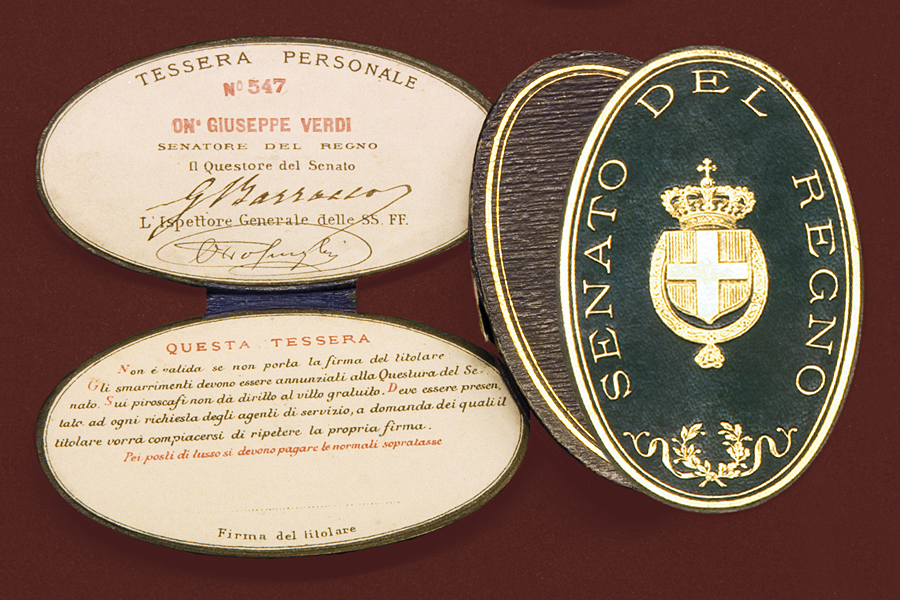 TESSERA PERSONALE
Nº 547
ONᵉ GIUSEPPE VERDI
SENATORE DEL REGNO
Il Questore del Senato
L'Ispettore Generale delle SS. FF.
QUESTA TESSERA
Non é valida se non porta la firma del titolare
Gli smarrimenti devono essere annunziati alla Questura del Se-
nato. Sui piroscafi non dà diritto al vitto gratuito. Deve essere presen,
tata ad ogni richiesta degli agenti di servizio, a domanda dei quali il
titolare vorrà compiacersi di ripetere la propria firma.
Pei posti di lusso si devono pagare le normali sopratasse
Firma del titolare
SENATO DEL REGNO